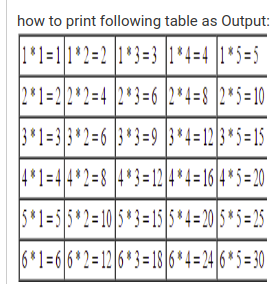 how to print following table as Output:
1*1=1 1*2=2 1*3=3 1*4=4 1*5=5
2*1=2 2*2=4 2*3=6 2*4=8 2*5=10
3*1=3 3*2=6 3*3=9 3*4=12 3*5=15
4*1=4 4*2=8 4*3=12 4*4=16 4*5=20
5*1=5 5*2=10 5*3=15 5*4=20 5*5=25
6*1=6 6*2=12 6*3=18 6*4=24 6*5=30